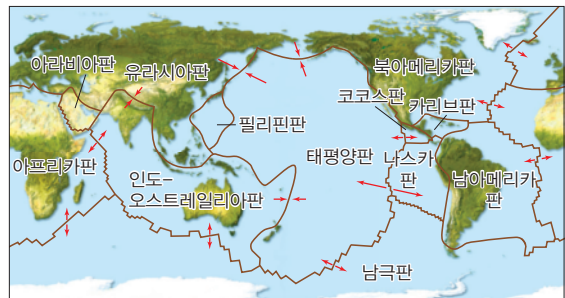 아라비아판
유라시아판
북아메리카판
코코스판
카리브판
필리핀판
태평양판
나스카
판
아프리카판
인도–
오스트레일리아판
남아메리카
판
남극판